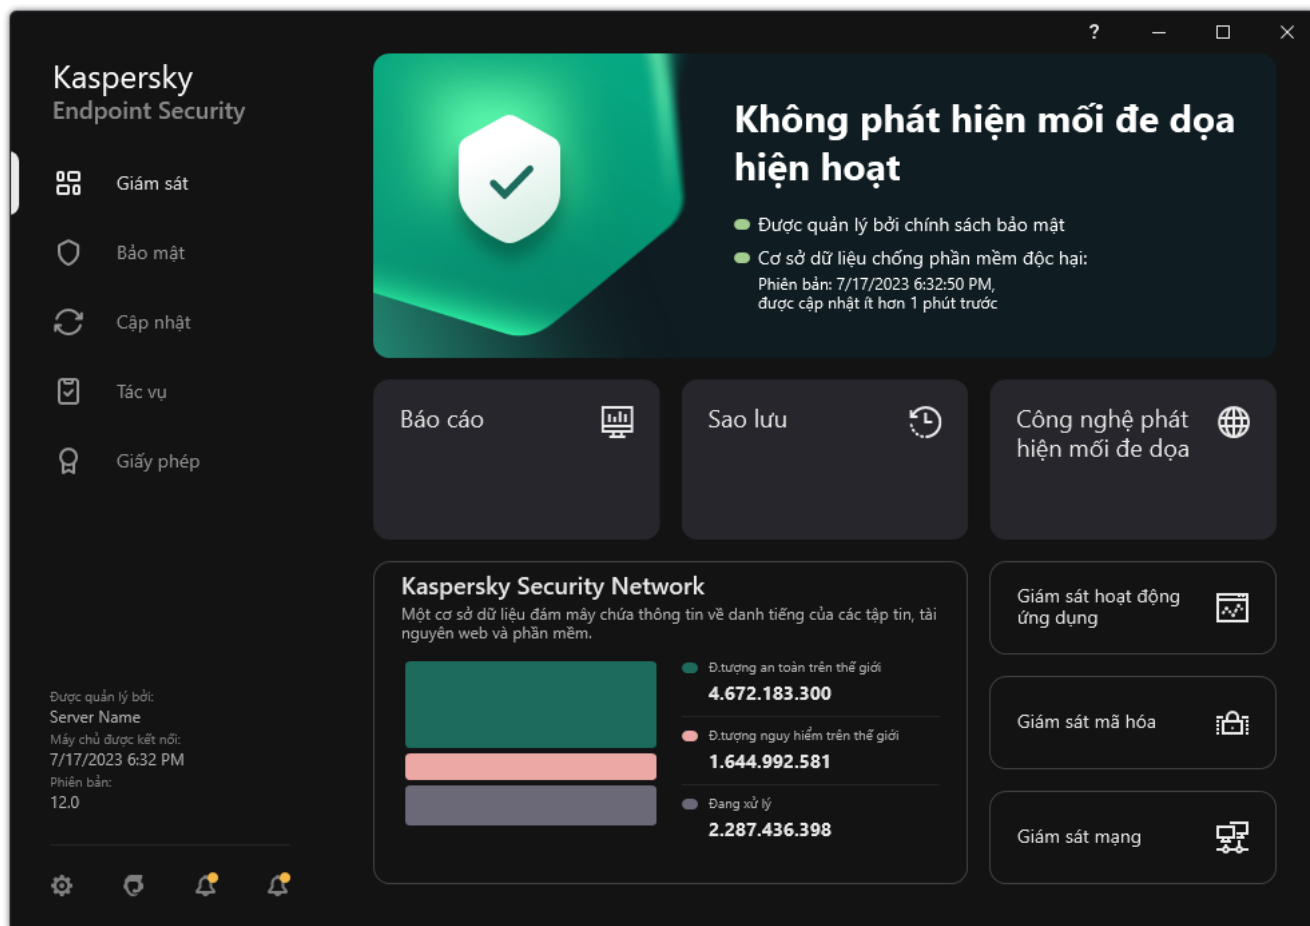 ?
Kaspersky
Endpoint Security
Giám sát
Bảo mật
Cập nhật
Tác vụ
Giấy phép
Được quản lý bởi:
Server Name
Máy chủ được kết nối:
7/17/2023 6:32 PM
Phiên bản:
12.0
Không phát hiện mối đe dọa
hiện hoạt
Được quản lý bởi chính sách bảo mật
Cơ sở dữ liệu chống phần mềm độc hại:
Phiên bản: 7/17/2023 6:32:50 PM,
được cập nhật ít hơn 1 phút trước
Báo cáo
Sao lưu
Công nghệ phát
hiện mối đe dọa
Kaspersky Security Network
Một cơ sở dữ liệu đám mây chứa thông tin về danh tiếng của các tập tin, tài
nguyên web và phần mềm.
Đ.tượng an toàn trên thế giới
4.672.183.300
Đ.tượng nguy hiểm trên thế giới
1.644.992.581
Đang xử lý
2.287.436.398
Giám sát hoạt động
ứng dụng
Giám sát mã hóa
Giám sát mạng